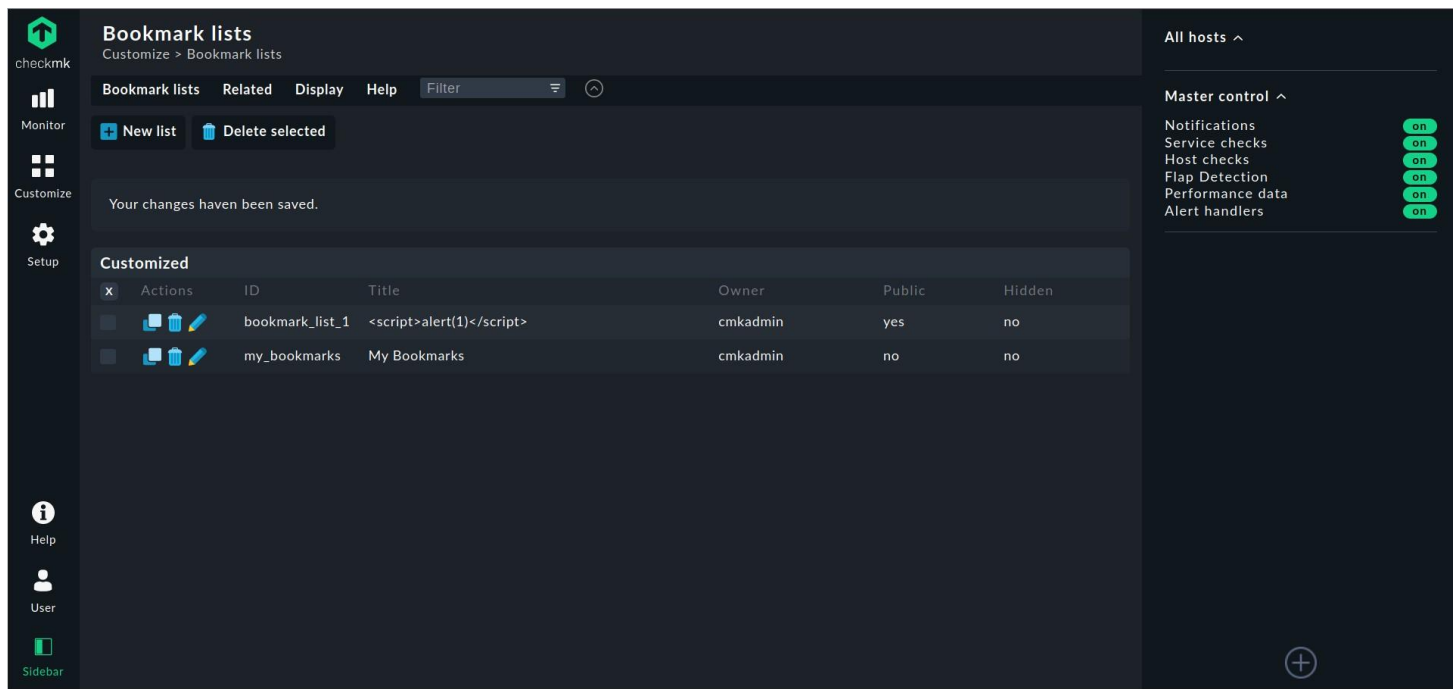 checkmk
Monitor
Customize
Setup
Help
User
Sidebar
Bookmark lists
Customize > Bookmark lists
Bookmark lists Related Display Help Filter
New list Delete selected
Your changes haven been saved.
Customized
X Actions ID Title Owner Public Hidden
bookmark_list_1 <script>alert(1)</script> cmkadmin yes no
my_bookmarks My Bookmarks cmkadmin no no
All hosts
Master control
Notifications on
Service checks on
Host checks on
Flap Detection on
Performance data on
Alert handlers on